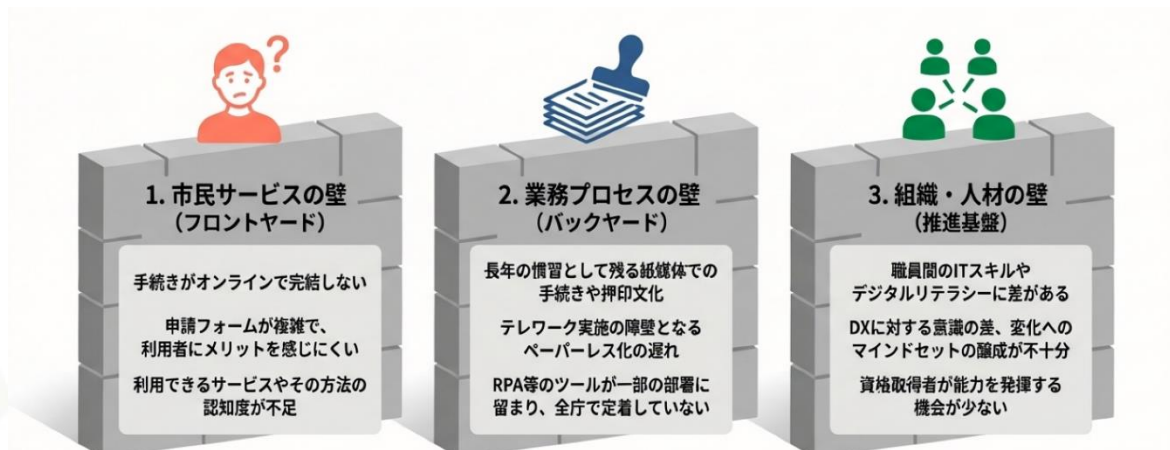 ?
1. 市民サービスの壁
（フロントヤード）
手続きがオンラインで完結しない
申請フォームが複雑で、
利用者にメリットを感じにくい
利用できるサービスやその方法の
認知度が不足
2. 業務プロセスの壁
（バックヤード）
長年の慣習として残る紙媒体での
手続きや押印文化
テレワーク実施の障壁となる
ペーパーレス化の遅れ
RPA等のツールが一部の部署に
留まり、全庁で定着していない
3. 組織・人材の壁
（推進基盤）
職員間のITスキルや
デジタルリテラシーに差がある
DXに対する意識の差、変化への
マインドセットの醸成が不十分
資格取得者が能力を発揮する
機会が少ない